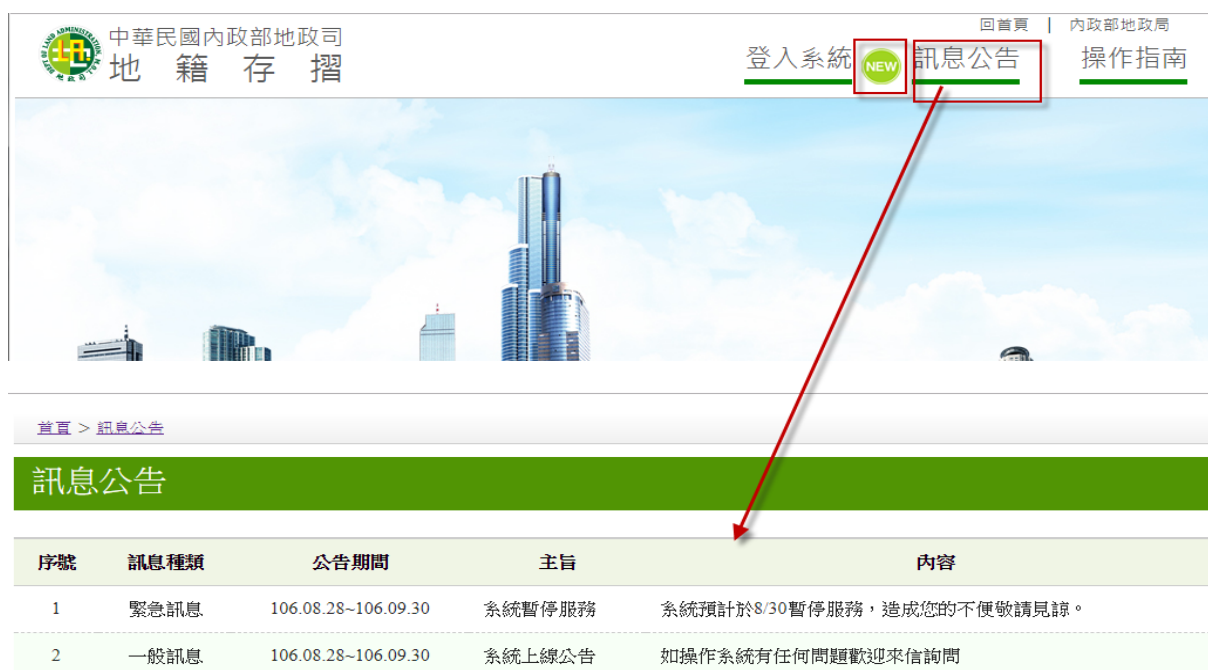 回首頁 | 內政部地政局
中華民國內政部地政司
地籍存摺
登入系統 NEW 訊息公告 操作指南
首頁 > 訊息公告
訊息公告
序號 訊息種類 公告期間 主旨 內容
1 緊急訊息 106.08.28~106.09.30 系統暫停服務 系統預計於8/30暫停服務，造成您的不便敬請見諒。
2 一般訊息 106.08.28~106.09.30 系統上線公告 如操作系統有任何問題歡迎來信詢問